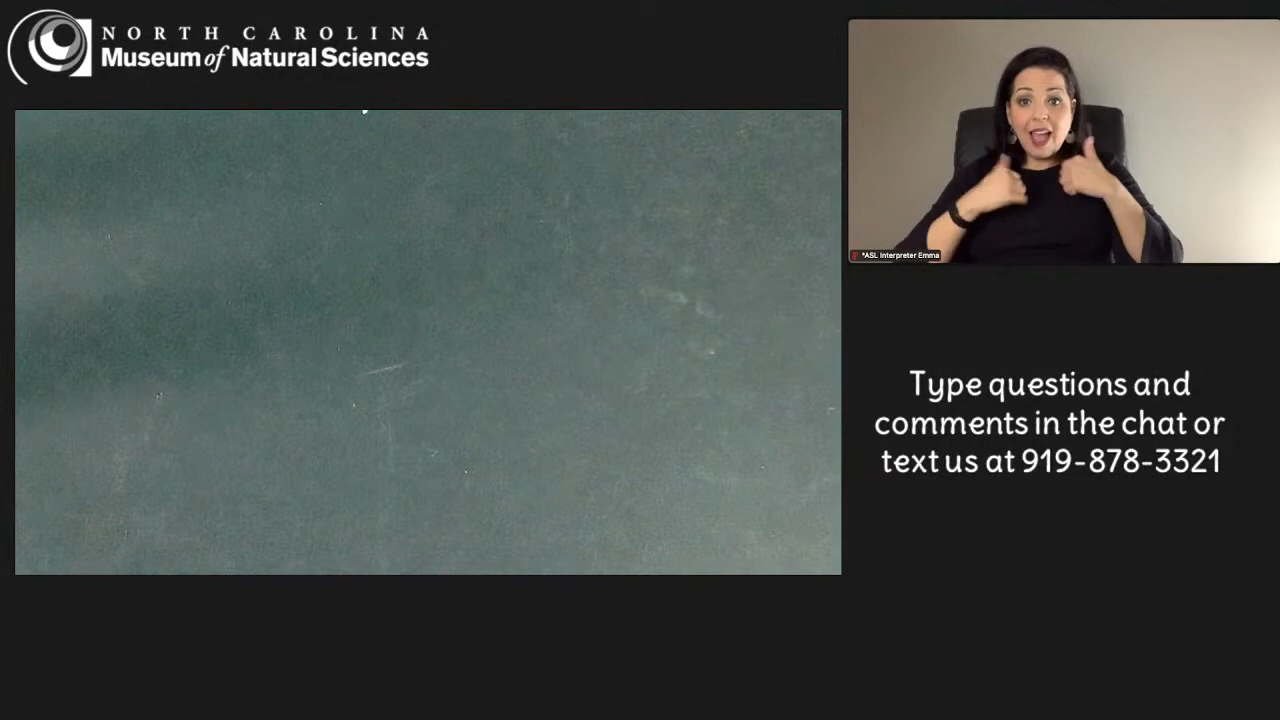 NORTH CAROLINA
Museum of Natural Sciences
*ASL Interpreter Emma
Type questions and
comments in the chat or
text us at 919-878-3321